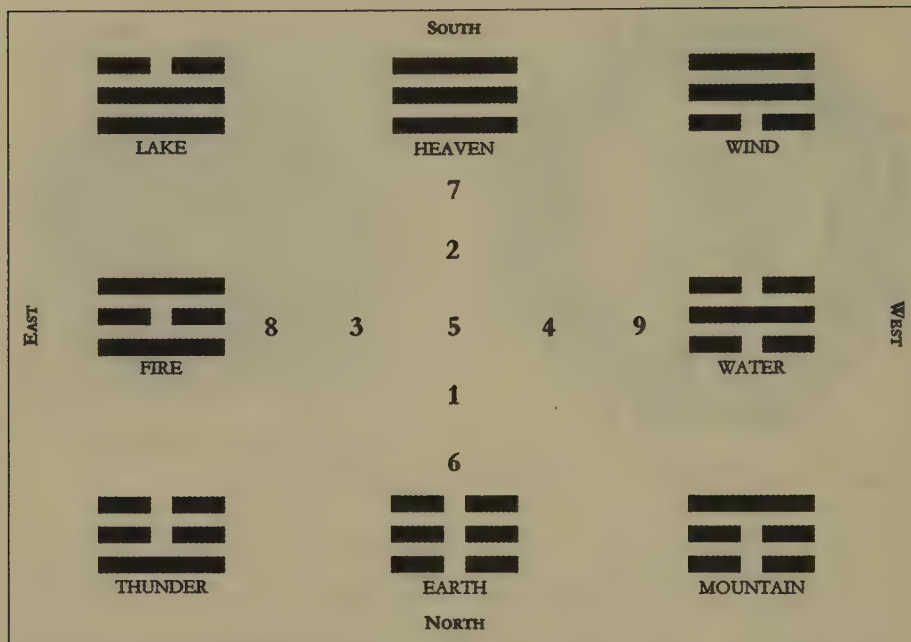 SOUTH
LAKE HEAVEN WIND
7
2
EAST 8 3 5 4 9 WEST
FIRE WATER
1
6
THUNDER EARTH MOUNTAIN
NORTH